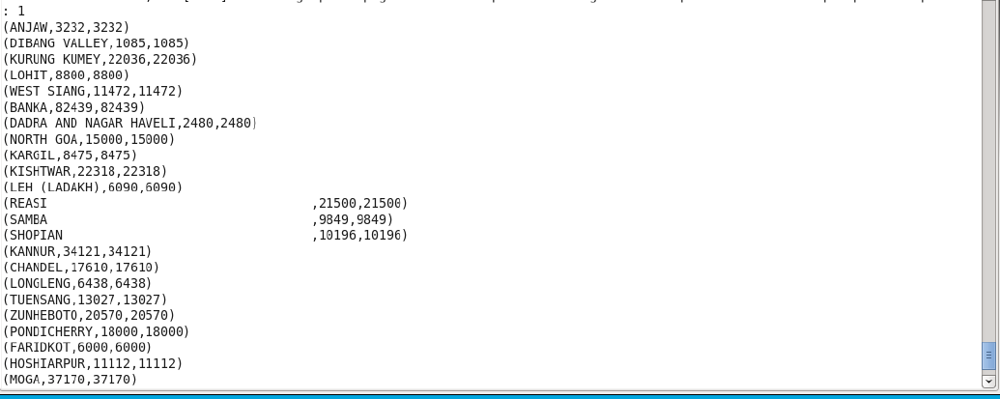 : 1
(ANJAW,3232,3232)
(DIBANG VALLEY,1085,1085)
(KURUNG KUMEY,22036,22036)
(LOHIT,8800,8800)
(WEST SIANG,11472,11472)
(BANKA,82439,82439)
(DADRA AND NAGAR HAVELI,2480,2480)
(NORTH GOA,15000,15000)
(KARGIL,8475,8475)
(KISHTWAR,22318,22318)
(LEH (LADAKH),6090,6090)
(REASI                                   ,21500,21500)
(SAMBA                                   ,9849,9849)
(SHOPIAN                                 ,10196,10196)
(KANNUR,34121,34121)
(CHANDEL,17610,17610)
(LONGLENG,6438,6438)
(TUENSANG,13027,13027)
(ZUNHEBOTO,20570,20570)
(PONDICHERRY,18000,18000)
(FARIDKOT,6000,6000)
(HOSHIARPUR,11112,11112)
(MOGA,37170,37170)